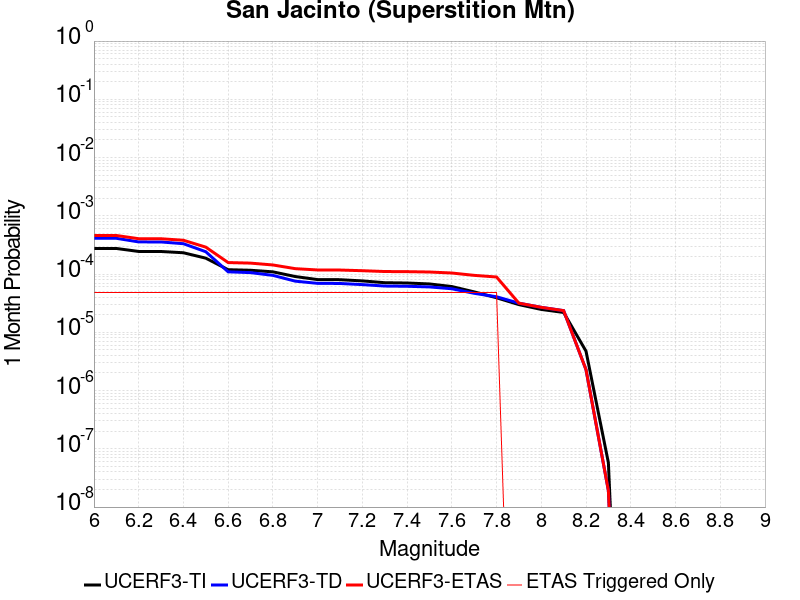 San Jacinto (Superstition Mtn)
10^0
10^-1
10^-2
10^-3
10^-4
10^-5
10^-6
10^-7
10^-8
1 Month Probability
6 6.2 6.4 6.6 6.8 7 7.2 7.4 7.6 7.8 8 8.2 8.4 8.6 8.8 9
Magnitude
UCERF3-TI UCERF3-TD UCERF3-ETAS ETAS Triggered Only